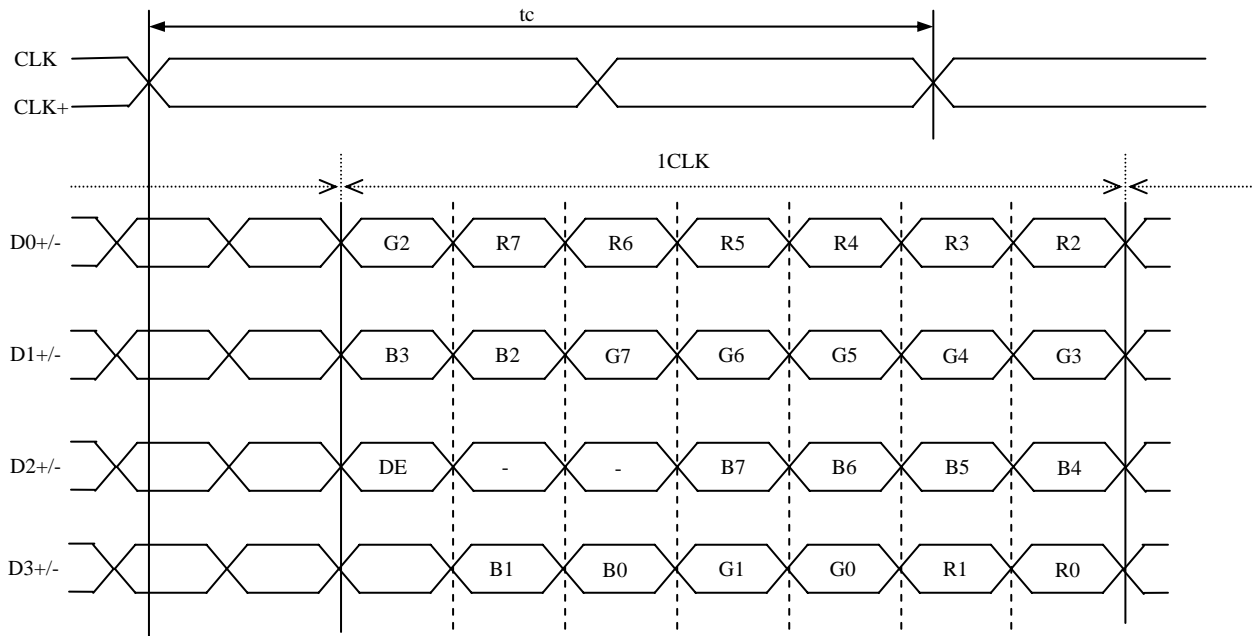 tc
CLK
CLK+
1CLK
D0+/- G2 R7 R6 R5 R4 R3 R2
D1+/- B3 B2 G7 G6 G5 G4 G3
D2+/- DE - - B7 B6 B5 B4
D3+/- B1 B0 G1 G0 R1 R0